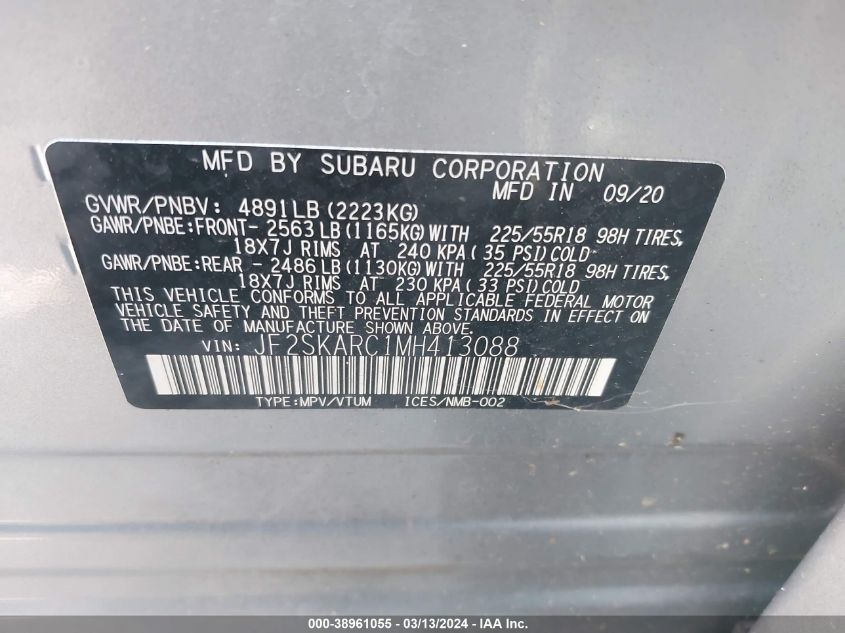 MFD BY SUBARU CORPORATION
MFD IN 09/20
GVWR/PNBV: 4891LB (2223KG)
GAWR/PNBE:FRONT- 2563 LB (1165KG) WITH 225/55R18 98H TIRES,
18X7J RIMS AT 240 KPA ( 35 PSI) COLD
GAWR/PNBE:REAR - 2486 LB (1130KG) WITH 225/55R18 98H TIRES,
18X7J RIMS AT 230 KPA ( 33 PSI) COLD
THIS VEHICLE CONFORMS TO ALL APPLICABLE FEDERAL MOTOR
VEHICLE SAFETY AND THEFT PREVENTION STANDARDS IN EFFECT ON
THE DATE OF MANUFACTURE SHOWN ABOVE.
VIN: JF2SKARC1MH413088
TYPE:MPV/VTUM ICES/NMB-002
000-38961055 - 03/13/2024 - IAA Inc.